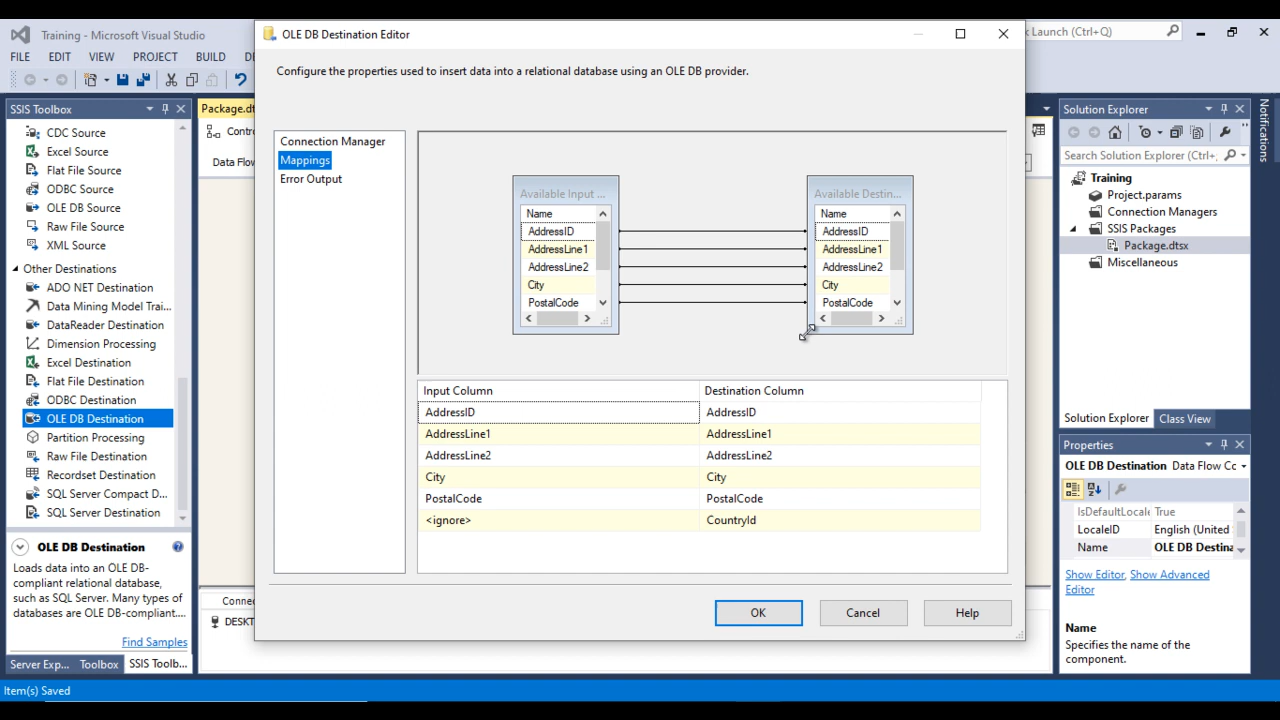 Training - Microsoft Visual Studio
OLE DB Destination Editor
Launch (Ctrl+Q)
FILE EDIT VIEW PROJECT BUILD
Configure the properties used to insert data into a relational database using an OLE DB provider.
SSIS Toolbox
CDC Source
Excel Source
Flat File Source
ODBC Source
OLE DB Source
Raw File Source
XML Source
Other Destinations
ADO NET Destination
Data Mining Model Trai...
DataReader Destination
Dimension Processing
Excel Destination
Flat File Destination
ODBC Destination
OLE DB Destination
Partition Processing
Raw File Destination
Recordset Destination
SQL Server Compact D...
SQL Server Destination
OLE DB Destination
Loads data into an OLE DB-
compliant relational database,
such as SQL Server. Many types of
databases are OLE DB-compliant....
Find Samples
Server Exp... Toolbox SSIS Toolb...
Item(s) Saved
Package.dt
Contr
Data Flow
Conne
DESKT
Connection Manager
Mappings
Error Output
Available Input ...
Name
AddressID
AddressLine1
AddressLine2
City
PostalCode
Available Destin...
Name
AddressID
AddressLine1
AddressLine2
City
PostalCode
Input Column Destination Column
AddressID AddressID
AddressLine1 AddressLine1
AddressLine2 AddressLine2
City City
PostalCode PostalCode
<ignore> CountryId
OK Cancel Help
Solution Explorer
Search Solution Explorer (Ctrl+;
Training
Project.params
Connection Managers
SSIS Packages
Package.dtsx
Miscellaneous
Solution Explorer Class View
Properties
OLE DB Destination Data Flow Co
IsDefaultLocale True
LocaleID English (United
Name OLE DB Destina
Show Editor, Show Advanced
Editor
Name
Specifies the name of the
component.
Notifications